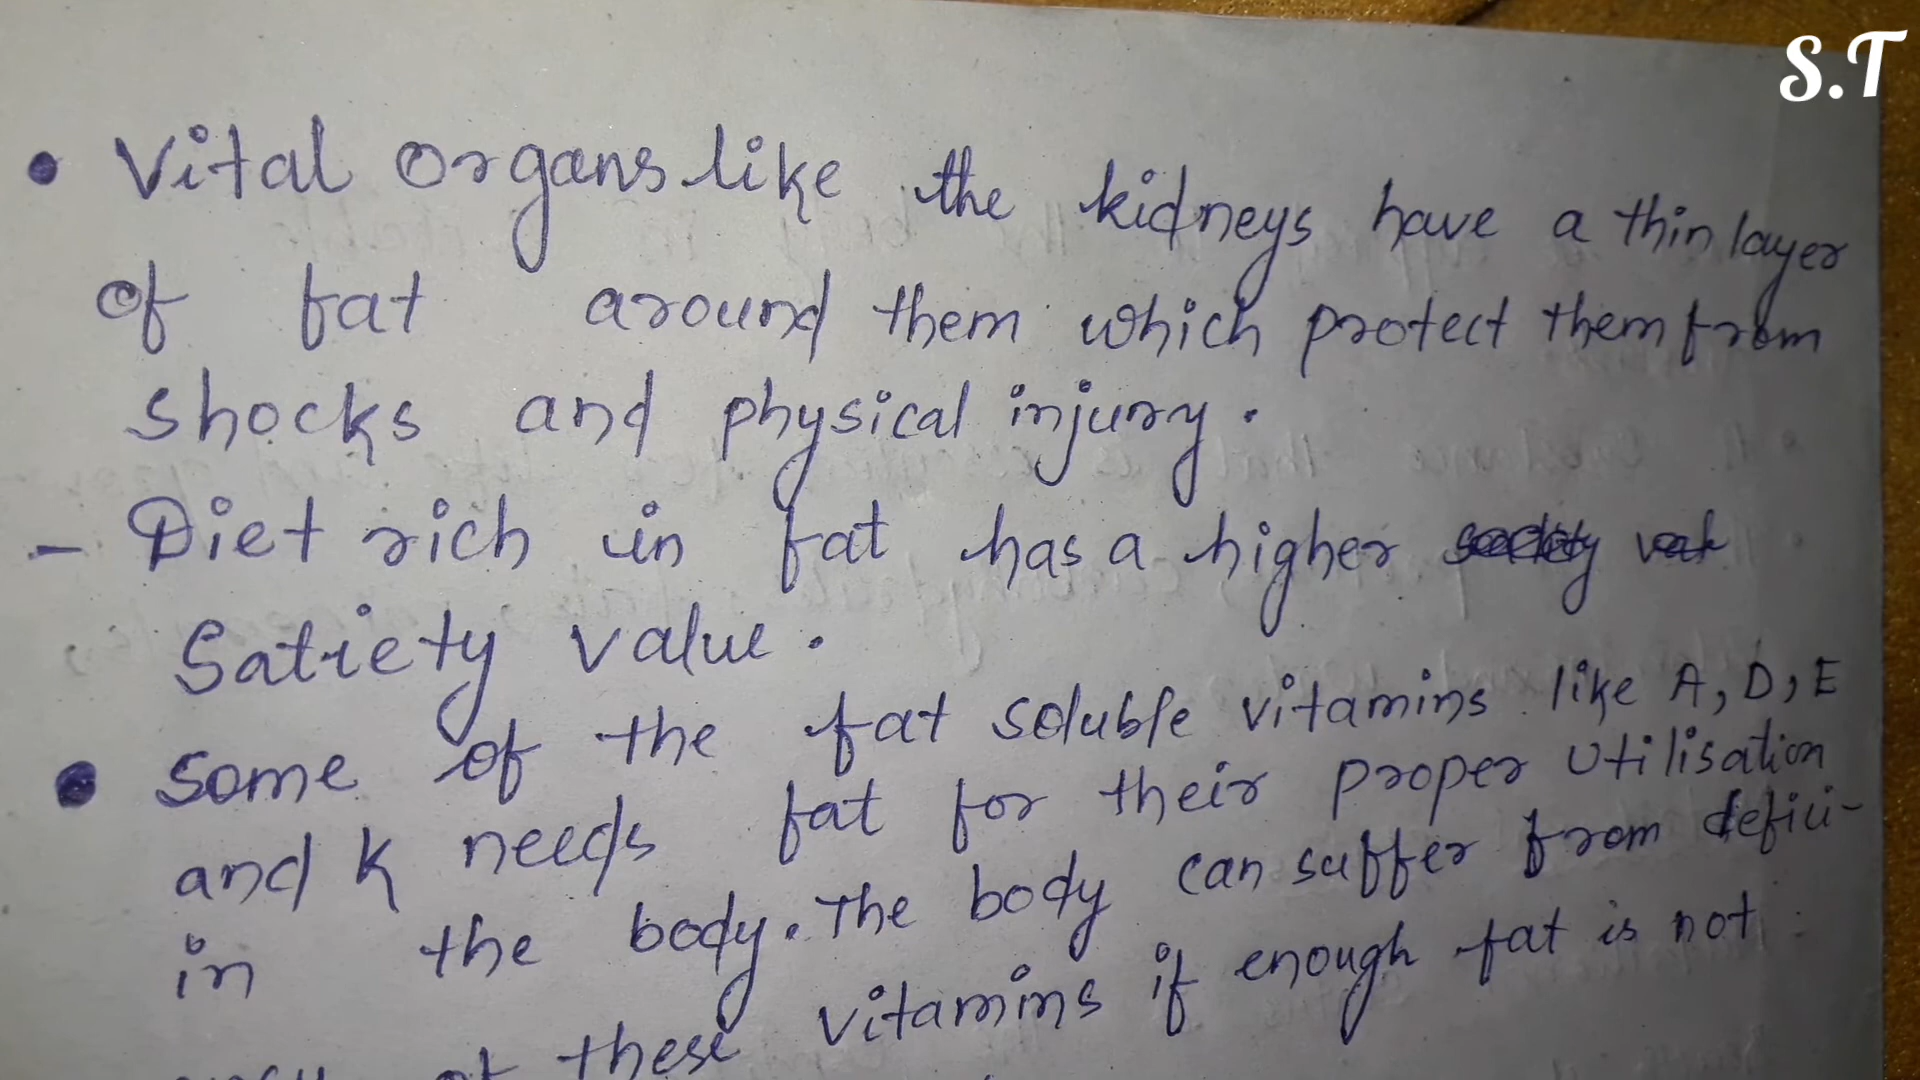 S.T
• Vital organs like the kidneys have a thin layer
of fat around them which protect them from
shocks and physical injury.
- Diet rich in fat has a higher
Satiety value.
• Some of the fat soluble vitamins like A, D, E
and K needs fat for their proper utilisation
in the body. The body can suffer from defici-
ency of these vitamins if enough fat is not